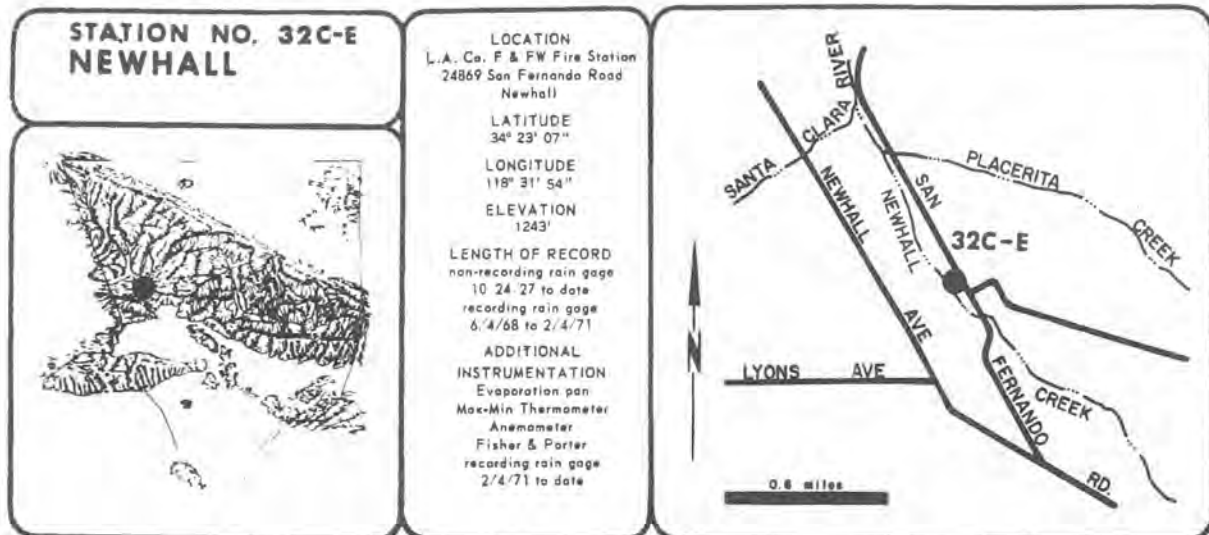 STATION NO. 32C-E
NEWHALL
LOCATION
L.A. Co. F & FW Fire Station
24869 San Fernando Road
Newhall
LATITUDE
34° 23' 07"
LONGITUDE
118° 31' 54"
ELEVATION
1243'
LENGTH OF RECORD
non-recording rain gage
10 24 27 to date
recording rain gage
6/4/68 to 2/4/71
ADDITIONAL
INSTRUMENTATION
Evaporation pan
Max-Min Thermometer
Anemometer
Fisher & Porter
recording rain gage
2/4/71 to date
SANTA CLARA RIVER
PLACERITA CREEK
NEWHALL AVE
NEWHALL CREEK
SAN FERNANDO RD.
32C-E
N
LYONS AVE
0.6 miles